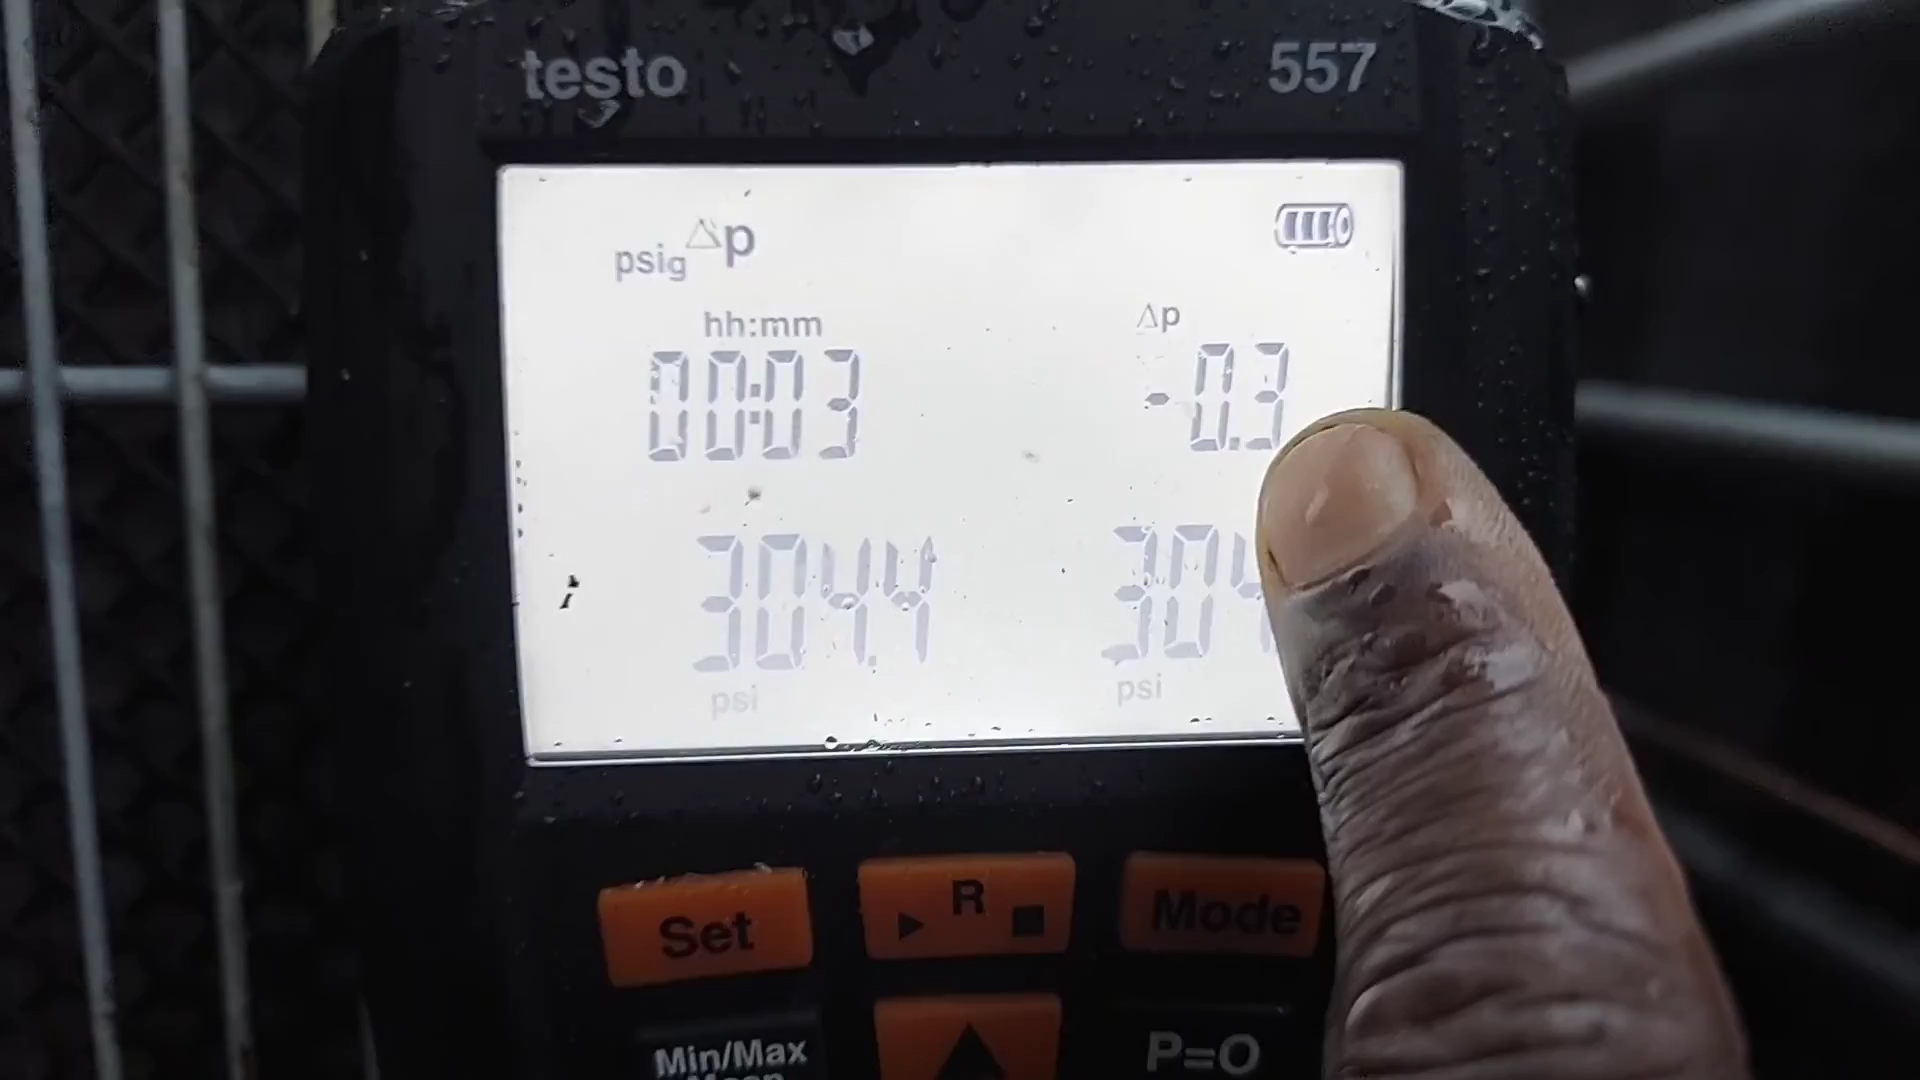 testo 557
psig Δp
hh:mm Δp
00:03 -0.3
304.4 304
psi psi
Set R Mode
Min/Max P=O
Mean